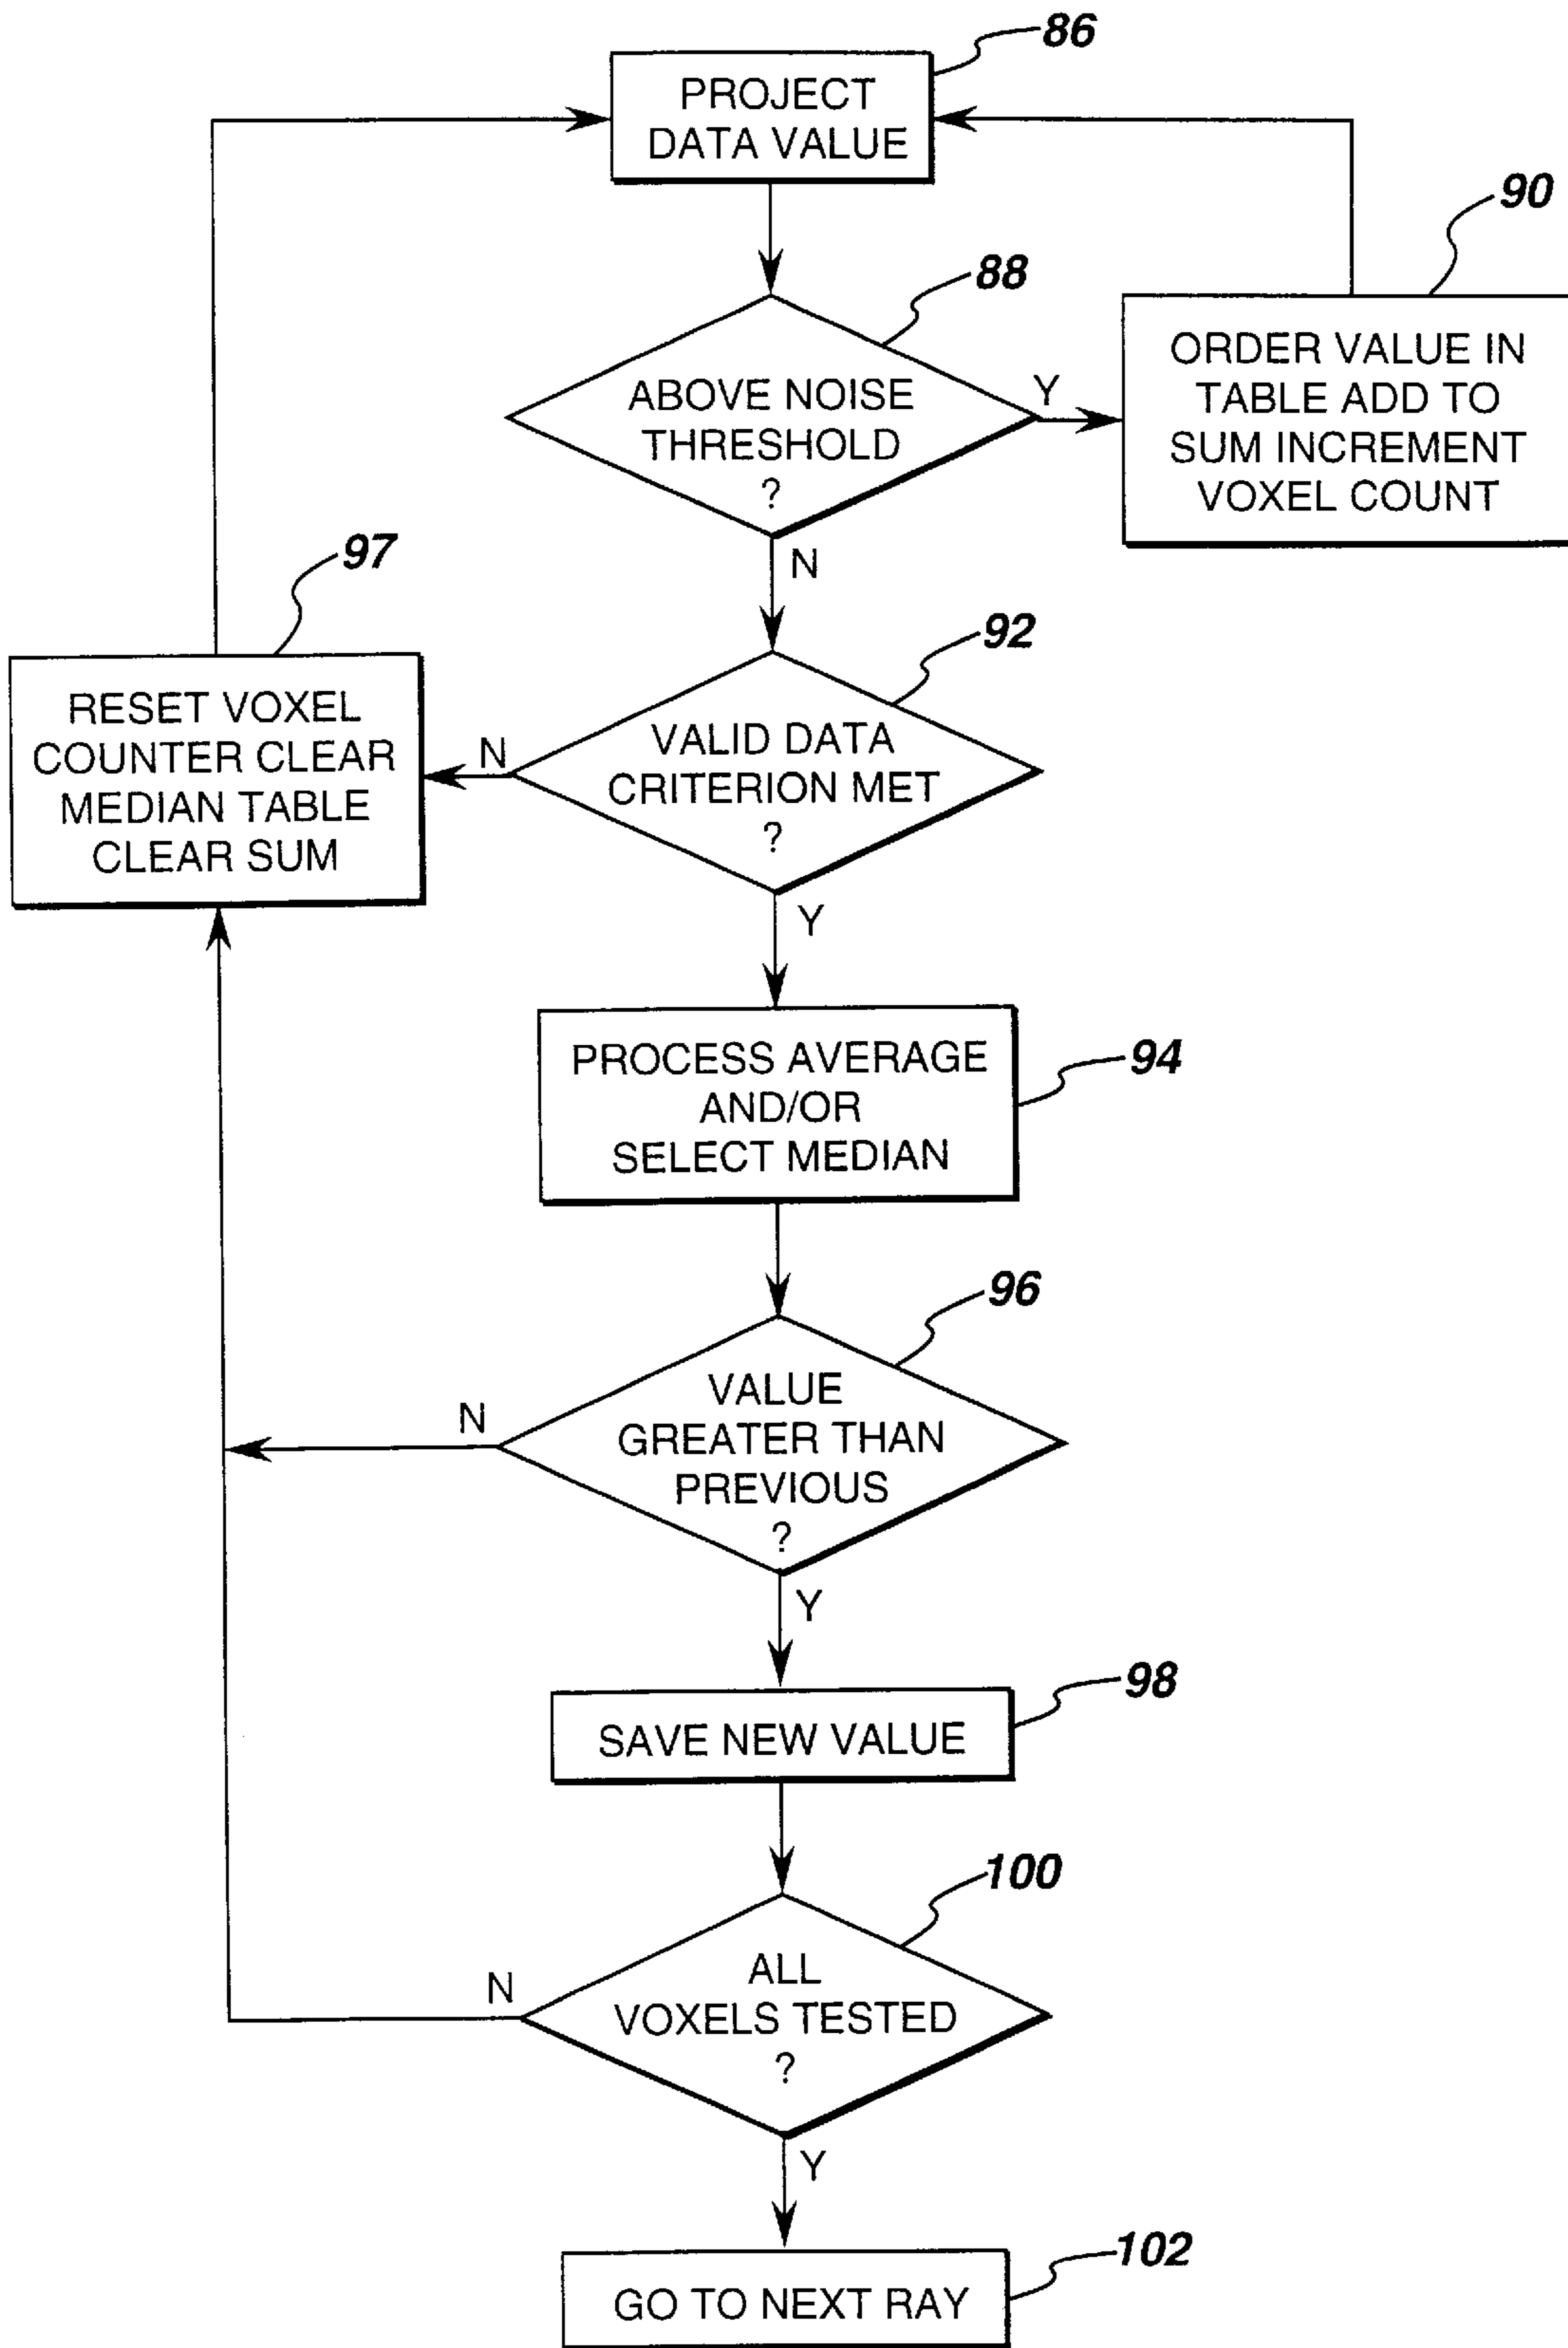 86
PROJECT
DATA VALUE
90
88
ORDER VALUE IN
TABLE ADD TO
SUM INCREMENT
VOXEL COUNT
ABOVE NOISE
THRESHOLD
?
Y
N
97
92
RESET VOXEL
COUNTER CLEAR
MEDIAN TABLE
CLEAR SUM
VALID DATA
CRITERION MET
?
N
Y
94
PROCESS AVERAGE
AND/OR
SELECT MEDIAN
96
VALUE
GREATER THAN
PREVIOUS
?
N
Y
98
SAVE NEW VALUE
100
ALL
VOXELS TESTED
?
N
Y
102
GO TO NEXT RAY